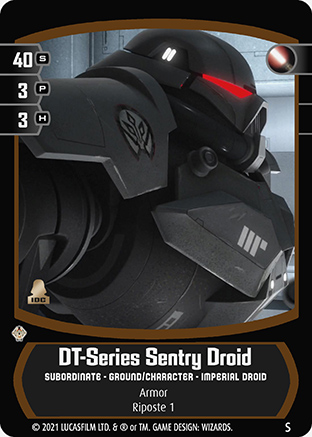 40 S
3 P
3 H
IDC
DT-Series Sentry Droid
SUBORDINATE - GROUND/CHARACTER - IMPERIAL DROID
Armor
Riposte 1
© 2021 LUCASFILM LTD. & ® or TM. GAME DESIGN: WIZARDS. S